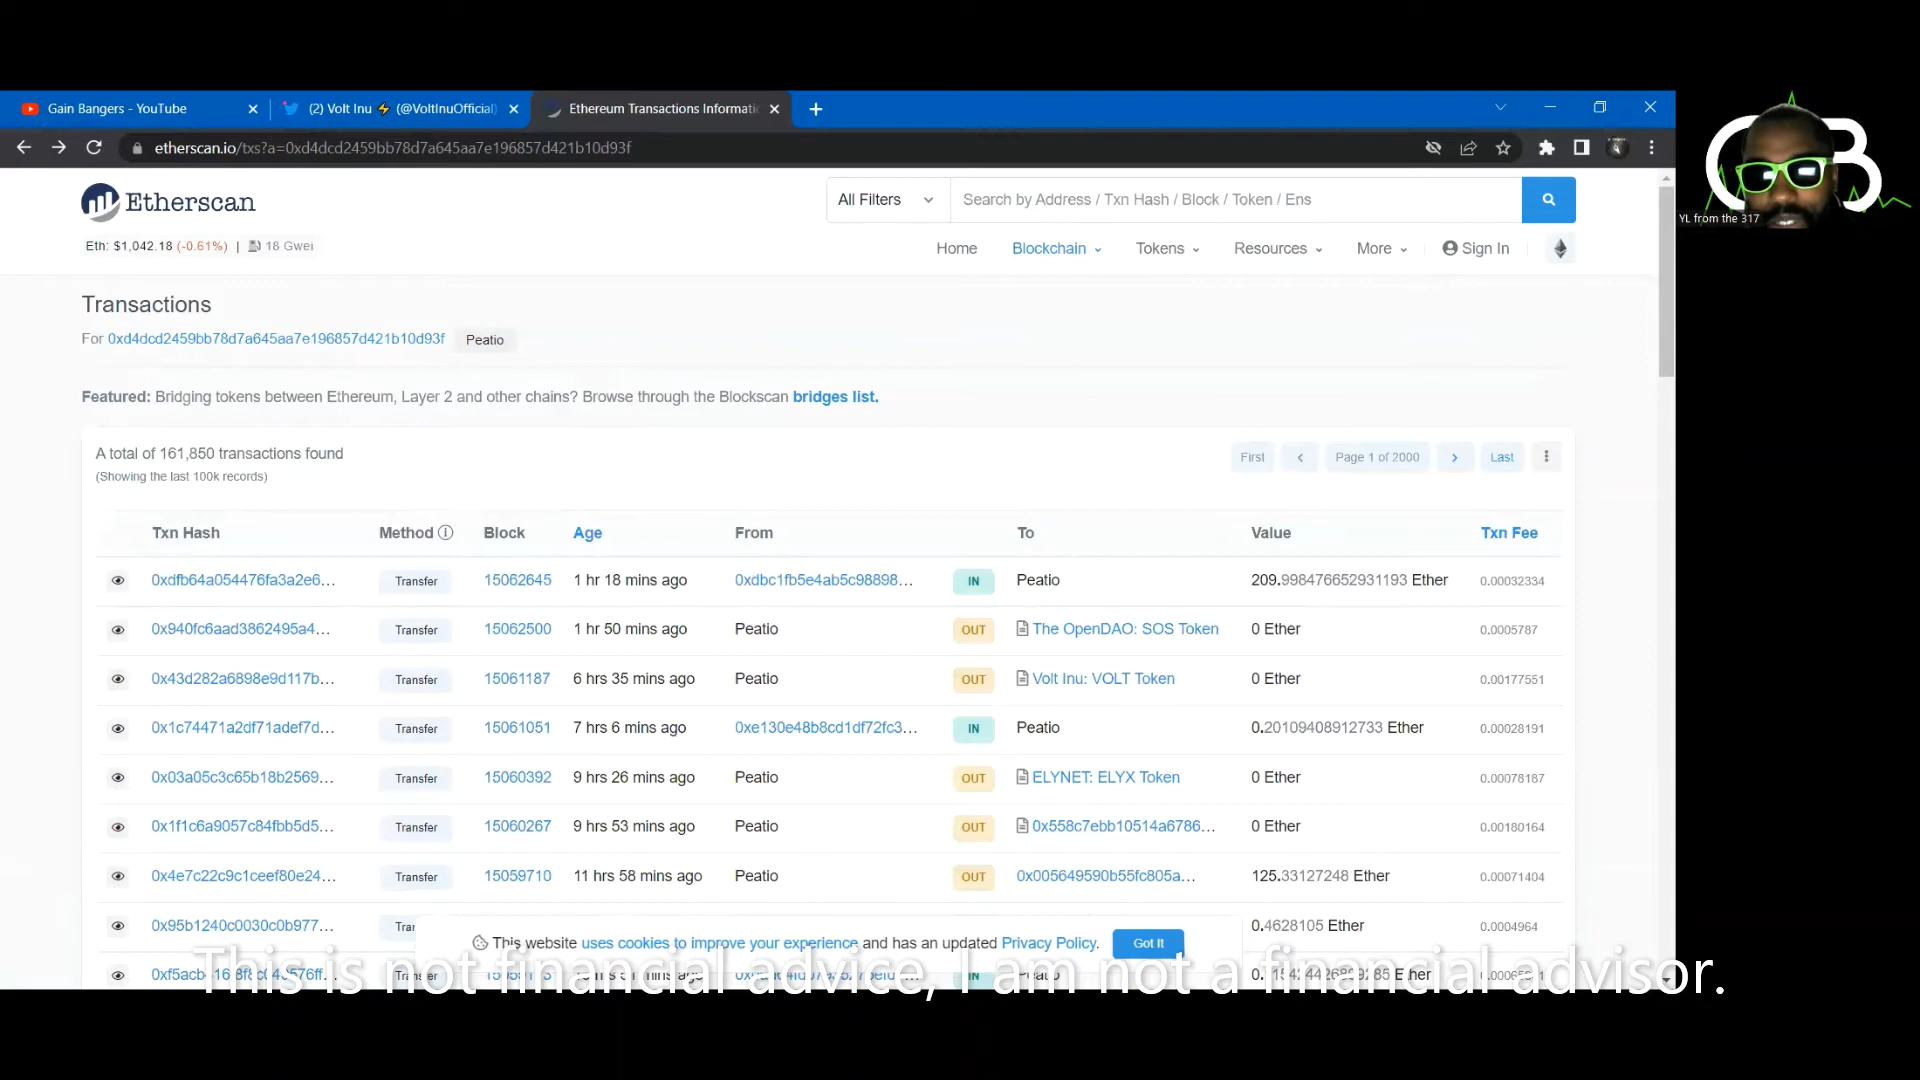 Gain Bangers - YouTube
(2) Volt Inu ⚡ (@VoltInuOfficial)
Ethereum Transactions Informati
etherscan.io/txs?a=0xd4dcd2459bb78d7a645aa7e196857d421b10d93f
YL from the 317
Etherscan
All Filters
Search by Address / Txn Hash / Block / Token / Ens
Eth: $1,042.18 (-0.61%) | 18 Gwei
Home Blockchain Tokens Resources More Sign In
Transactions
For 0xd4dcd2459bb78d7a645aa7e196857d421b10d93f Peatio
Featured: Bridging tokens between Ethereum, Layer 2 and other chains? Browse through the Blockscan bridges list.
A total of 161,850 transactions found
(Showing the last 100k records)
First < Page 1 of 2000 > Last
Txn Hash Method Block Age From To Value Txn Fee
0xdfb64a054476fa3a2e6... Transfer 15062645 1 hr 18 mins ago 0xdbc1fb5e4ab5c98898... IN Peatio 209.998476652931193 Ether 0.00032334
0x940fc6aad3862495a4... Transfer 15062500 1 hr 50 mins ago Peatio OUT The OpenDAO: SOS Token 0 Ether 0.0005787
0x43d282a6898e9d117b... Transfer 15061187 6 hrs 35 mins ago Peatio OUT Volt Inu: VOLT Token 0 Ether 0.00177551
0x1c74471a2df71adef7d... Transfer 15061051 7 hrs 6 mins ago 0xe130e48b8cd1df72fc3... IN Peatio 0.20109408912733 Ether 0.00028191
0x03a05c3c65b18b2569... Transfer 15060392 9 hrs 26 mins ago Peatio OUT ELYNET: ELYX Token 0 Ether 0.00078187
0x1f1c6a9057c84fbb5d5... Transfer 15060267 9 hrs 53 mins ago Peatio OUT 0x558c7ebb10514a6786... 0 Ether 0.00180164
0x4e7c22c9c1ceef80e24... Transfer 15059710 11 hrs 58 mins ago Peatio OUT 0x005649590b55fc805a... 125.33127248 Ether 0.00071404
0x95b1240c0030c0b977... 0.4628105 Ether 0.0004964
This website uses cookies to improve your experience and has an updated Privacy Policy. Got It
Transfer IN Peatio Ether
This is not financial advice, I am not a financial advisor.